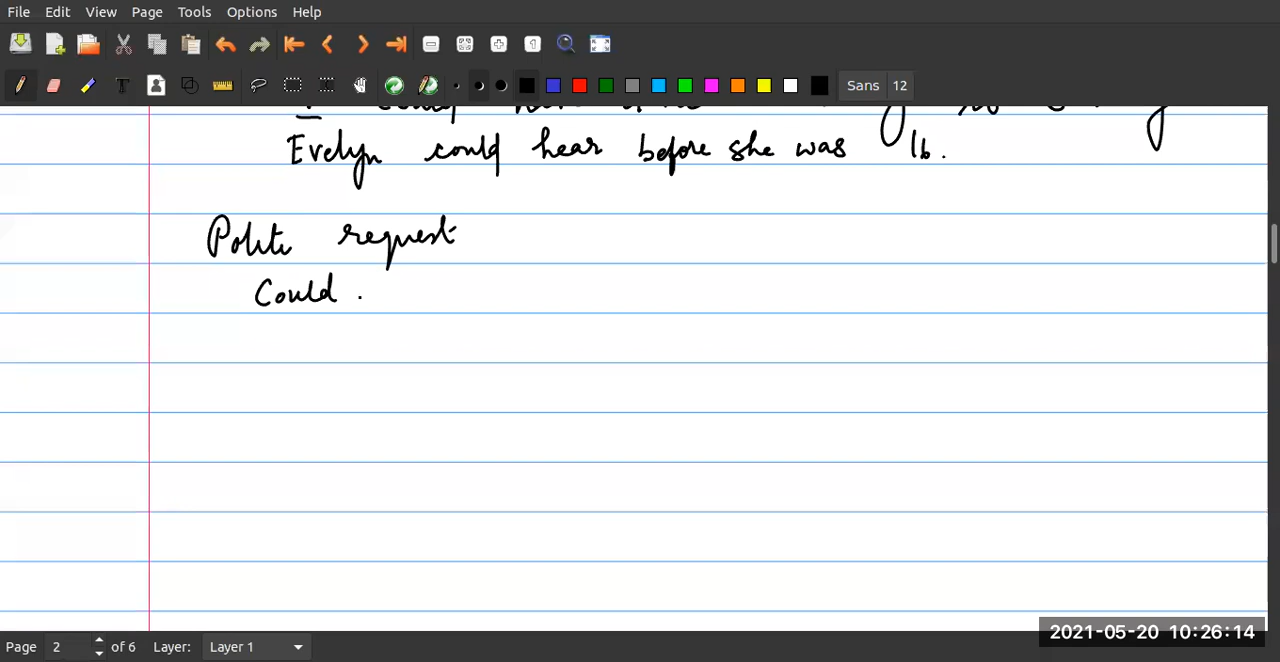 File Edit View Page Tools Options Help
Sans 12
Evelyn could hear before she was 16.
Polite request
Could .
2021-05-20 10:26:14
Page 2 of 6 Layer: Layer 1